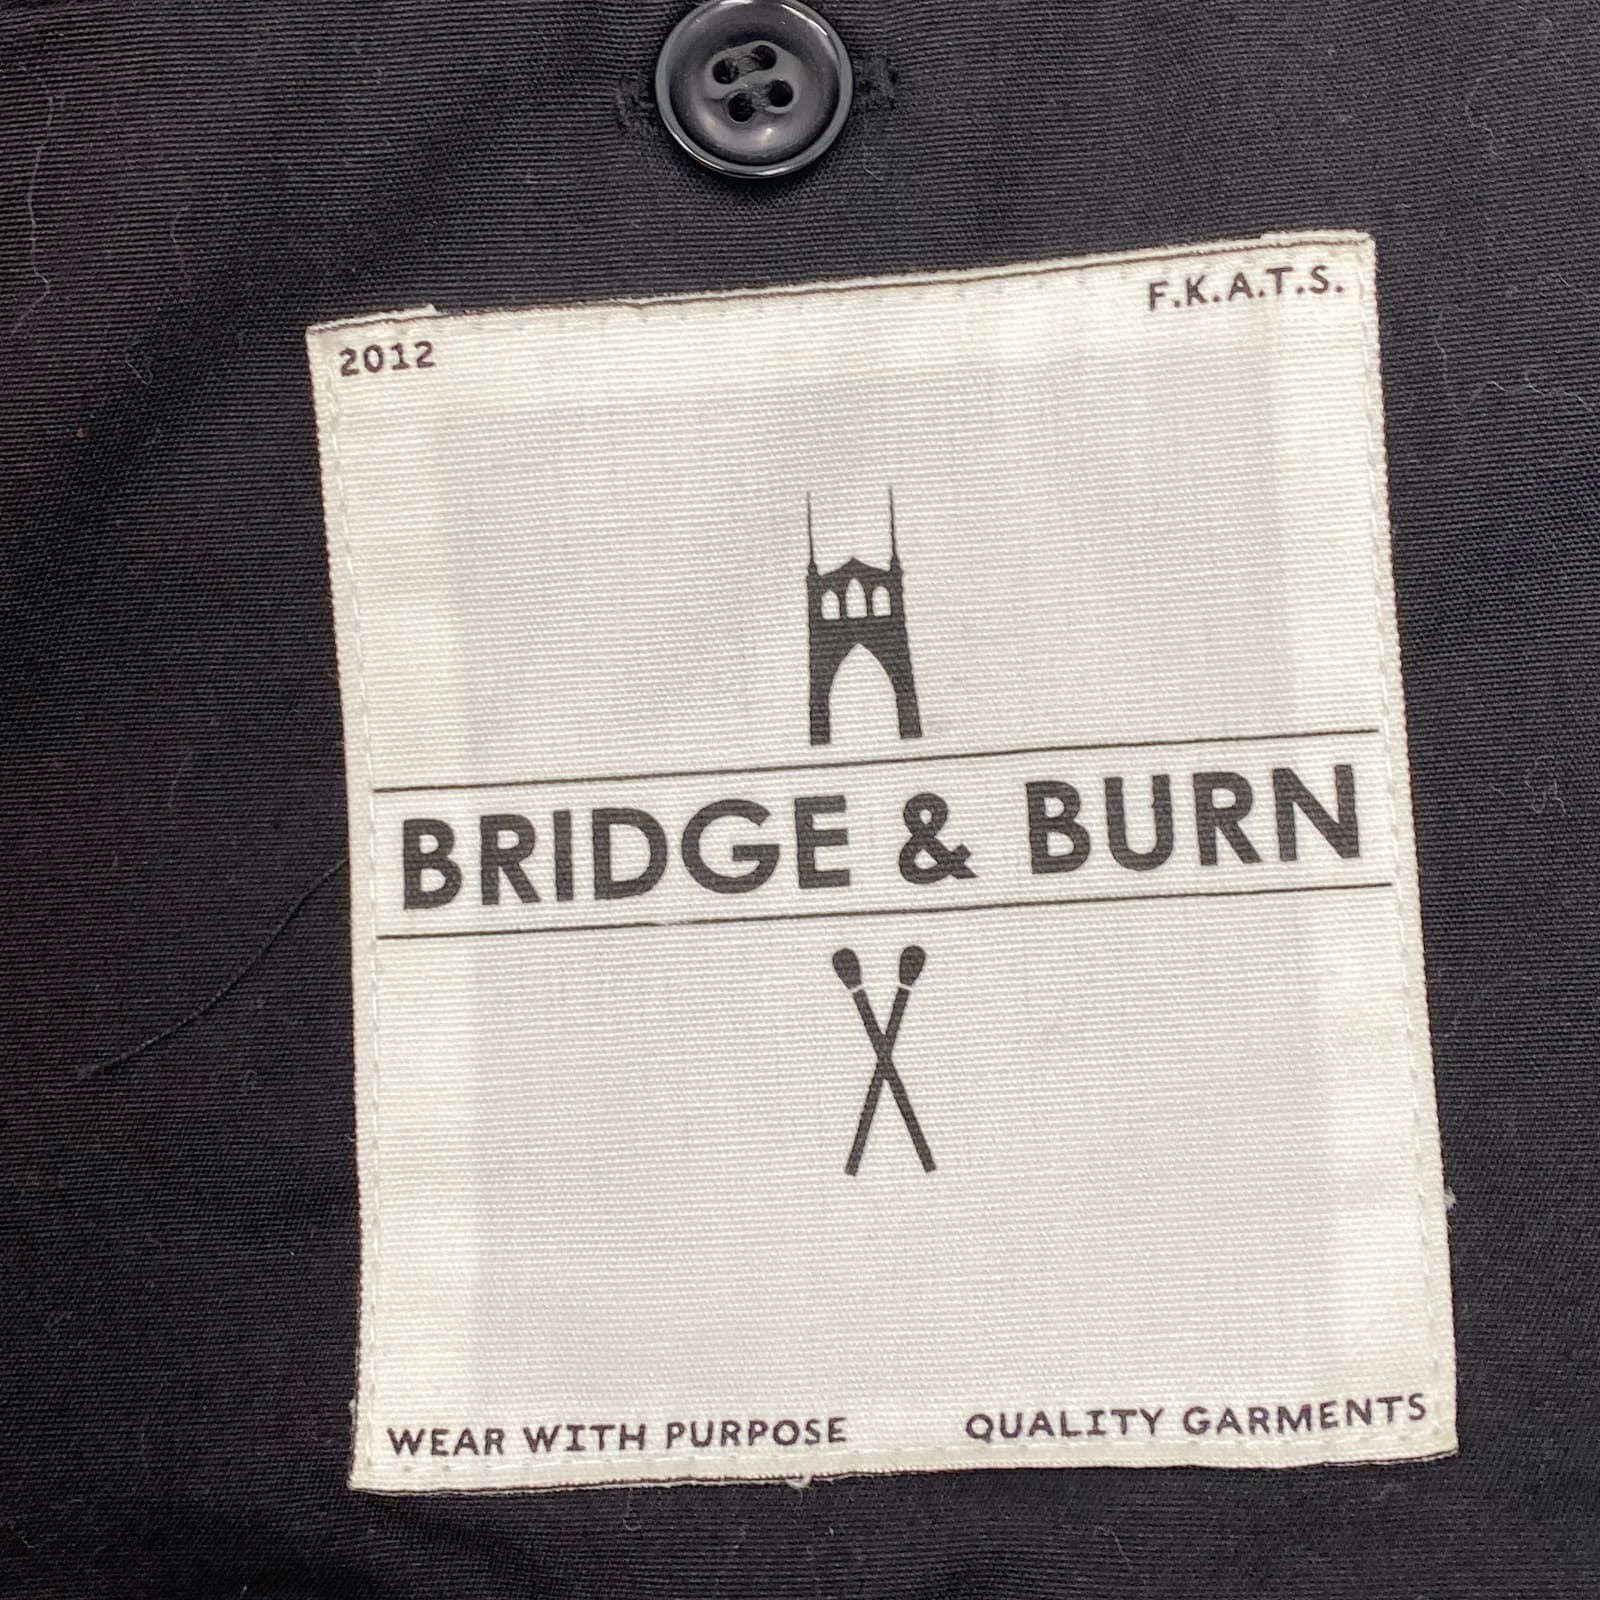 2012
F.K.A.T.S.
BRIDGE & BURN
WEAR WITH PURPOSE
QUALITY GARMENTS